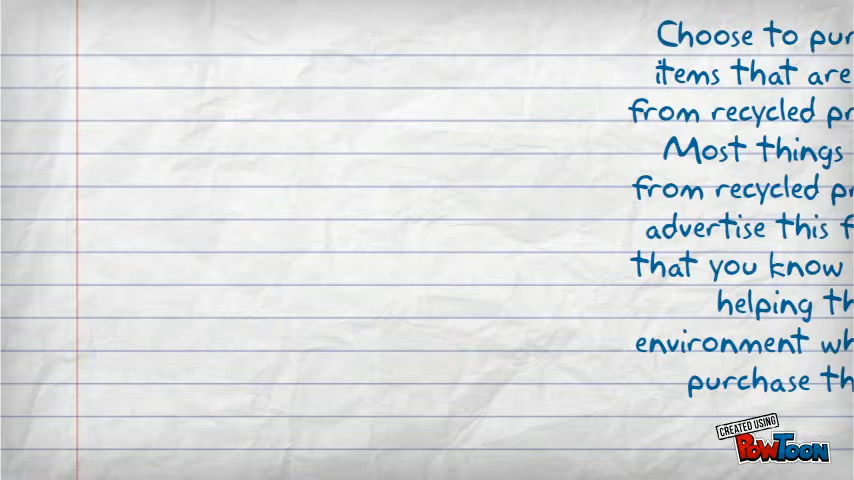 Choose to pur
items that are
from recycled pr
Most things
from recycled pr
advertise this f
that you know
helping th
environment wh
purchase th
CREATED USING
POWTOON